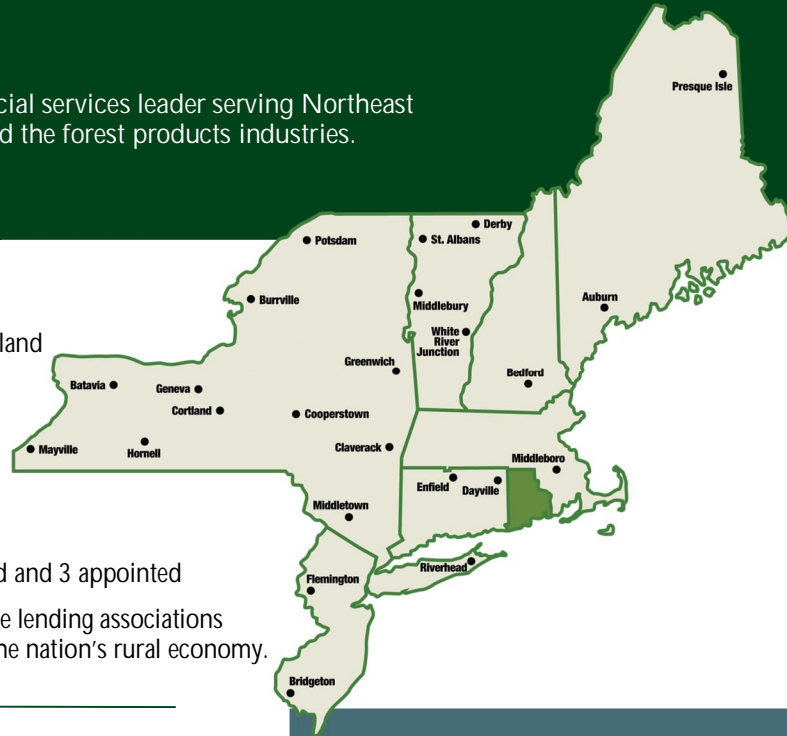 cial services leader serving Northeast
d the forest products industries.
land
d and 3 appointed
e lending associations
he nation's rural economy.
Presque Isle
Derby
St. Albans
Potsdam
Burrville
Middlebury
White
River
Junction
Auburn
Greenwich
Bedford
Batavia
Geneva
Cortland
Cooperstown
Mayville
Hornell
Claverack
Middleboro
Enfield
Dayville
Middletown
Riverhead
Flemington
Bridgeton